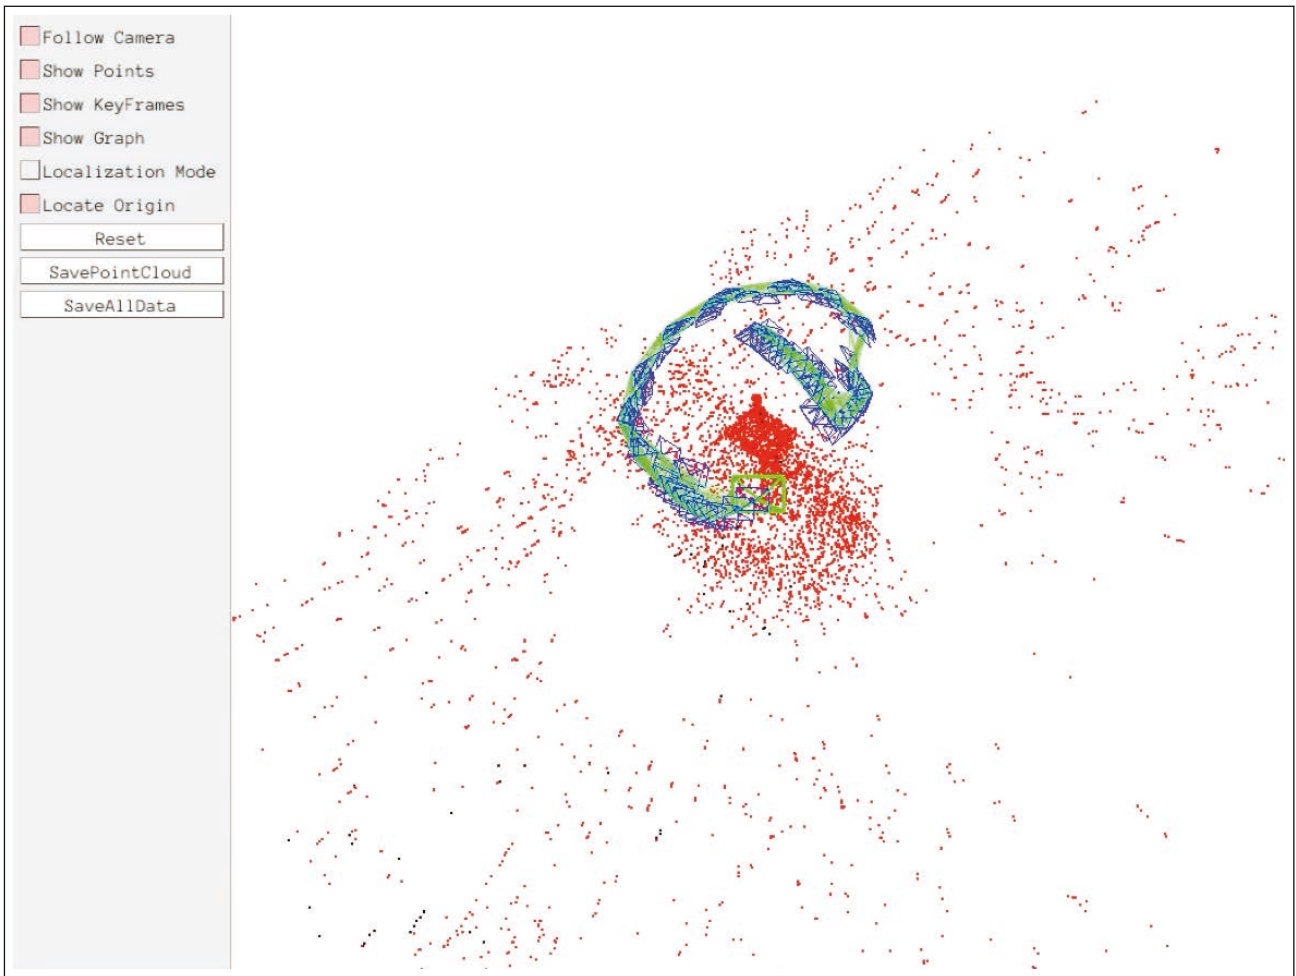 Follow Camera
Show Points
Show KeyFrames
Show Graph
Localization Mode
Locate Origin
Reset
SavePointCloud
SaveAllData